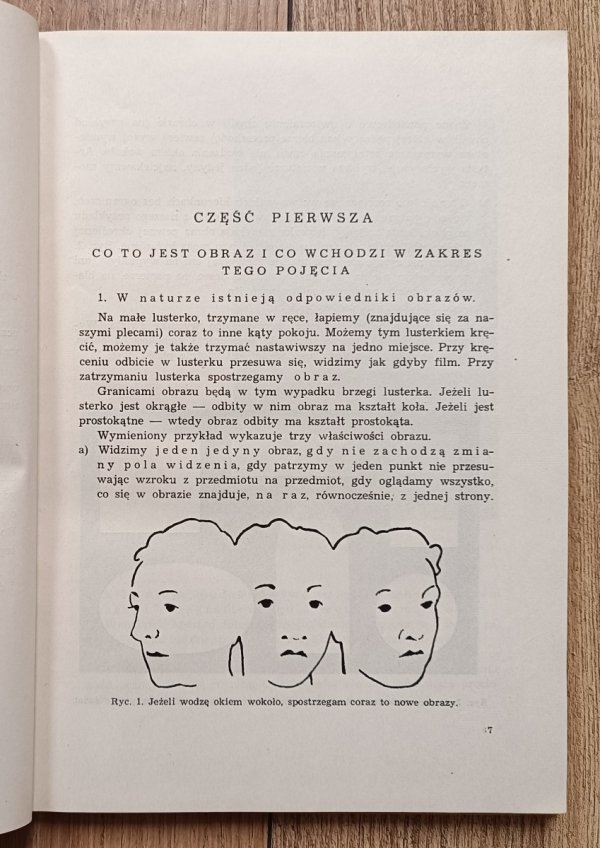 CZĘŚĆ PIERWSZA
CO TO JEST OBRAZ I CO WCHODZI W ZAKRES
TEGO POJĘCIA
1. W naturze istnieją odpowiedniki obrazów.
Na małe lusterko, trzymane w ręce, łapiemy (znajdujące się za na-
szymi plecami) coraz to inne kąty pokoju. Możemy tym lusterkiem krę-
cić, możemy je także trzymać nastawiwszy na jedno miejsce. Przy krę-
ceniu odbicie w lusterku przesuwa się, widzimy jak gdyby film. Przy
zatrzymaniu lusterka spostrzegamy obraz.
Granicami obrazu będą w tym wypadku brzegi lusterka. Jeżeli lu-
sterko jest okrągłe — odbity w nim obraz ma kształt koła. Jeżeli jest
prostokątne — wtedy obraz odbity ma kształt prostokąta.
Wymieniony przykład wykazuje trzy właściwości obrazu.
a) Widzimy jeden jedyny obraz, gdy nie zachodzą zmia-
ny pola widzenia, gdy patrzymy w jeden punkt nie przesu-
wając wzroku z przedmiotu na przedmiot, gdy oglądamy wszystko,
co się w obrazie znajduje, na raz, równocześnie, z jednej strony.
Ryc. 1. Jeżeli wodzę okiem wokoło, spostrzegam coraz to nowe obrazy.
7